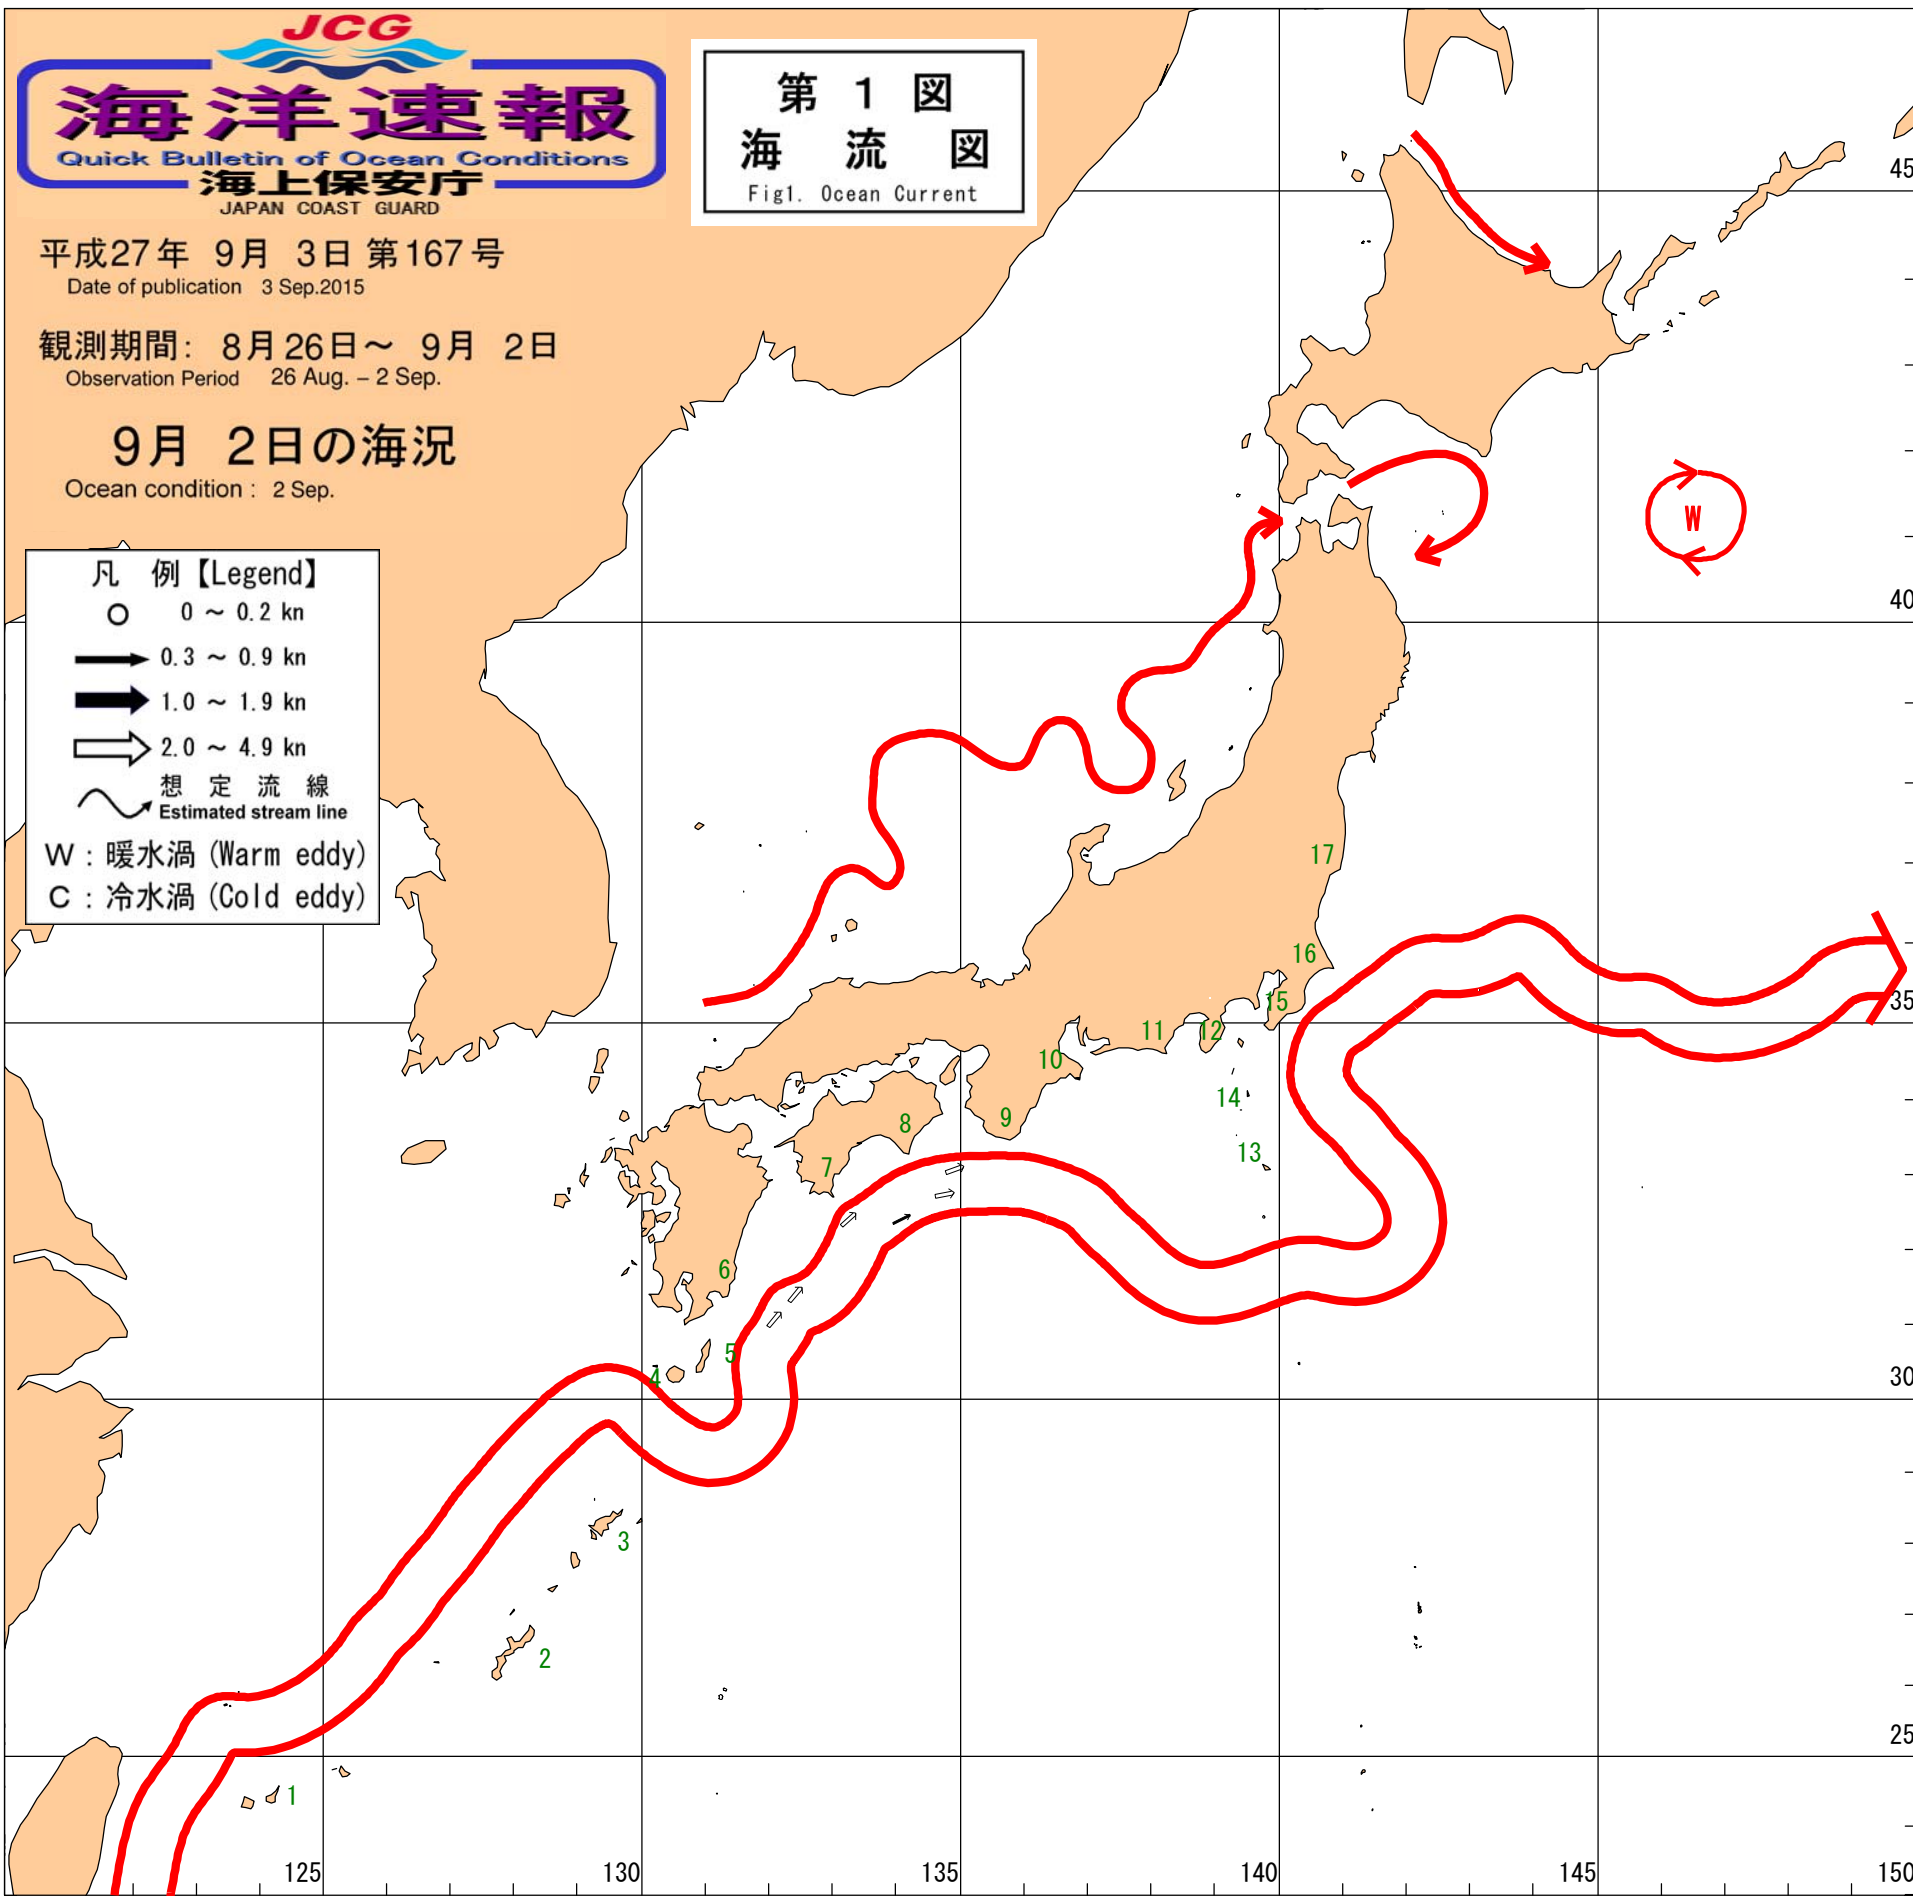 JCG
海洋速報
Quick Bulletin of Ocean Conditions
海上保安庁
JAPAN COAST GUARD
第 1 図
海 流 図
Fig1. Ocean Current
平成27年 9月 3日 第167号
Date of publication 3 Sep.2015
観測期間: 8月26日～ 9月 2日
Observation Period 26 Aug. – 2 Sep.
9月 2日の海況
Ocean condition : 2 Sep.
凡 例【Legend】
0 ～ 0.2 kn
0.3 ～ 0.9 kn
1.0 ～ 1.9 kn
2.0 ～ 4.9 kn
想 定 流 線
Estimated stream line
W : 暖水渦 (Warm eddy)
C : 冷水渦 (Cold eddy)
45
W
40
17
16
35
15
12
11
10
14
9
8
13
7
6
5
4
30
3
2
25
1
125
130
135
140
145
150